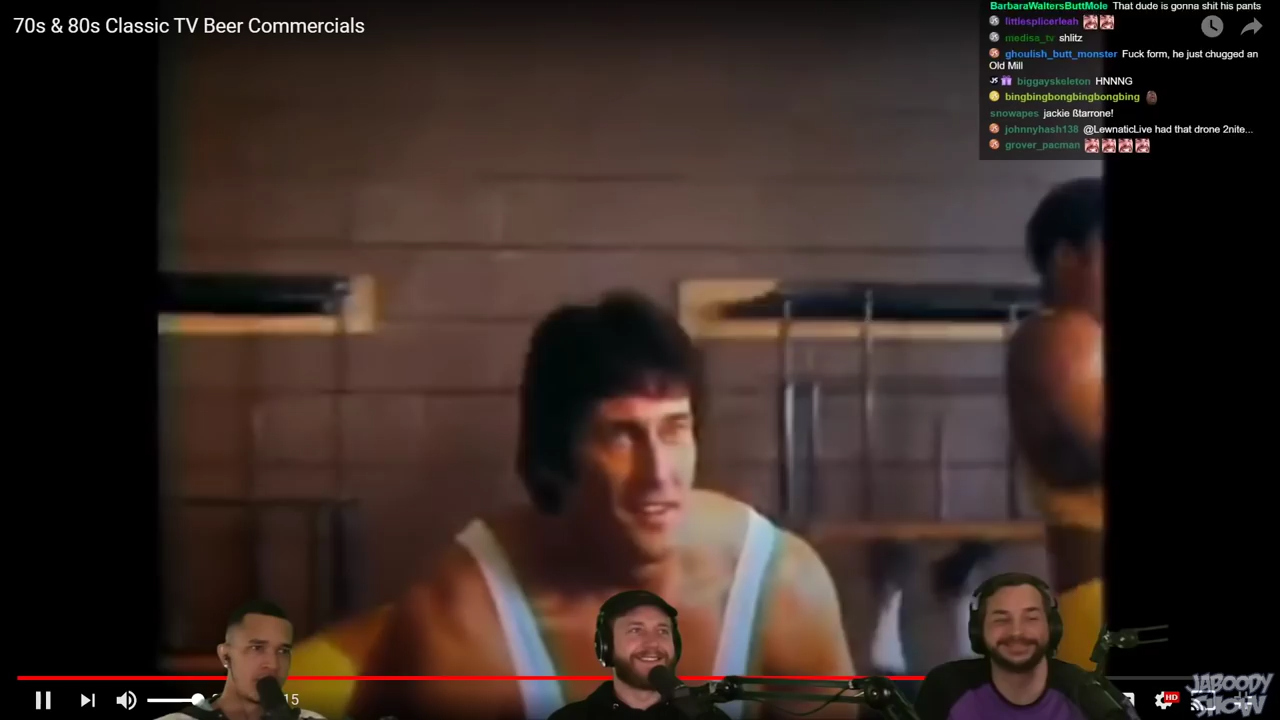 70s & 80s Classic TV Beer Commercials
BarbaraWaltersButtMole That dude is gonna shit his pants
littlesplicerleah
medisa_tv shlitz
ghoulish_butt_monster Fuck form, he just chugged an
Old Mill
biggayskeleton HNNNG
bingbingbongbingbongbing
snowapes jackie ßtarrone!
johnnyhash138 @LewnaticLive had that drone 2nite...
grover_pacman
15
HD
JABOODY
SHOW